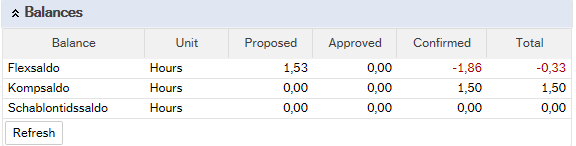 Balances
Balance Unit Proposed Approved Confirmed Total
Flexsaldo Hours 1,53 0,00 -1,86 -0,33
Kompsaldo Hours 0,00 0,00 1,50 1,50
Schablontidssaldo Hours 0,00 0,00 0,00 0,00
Refresh